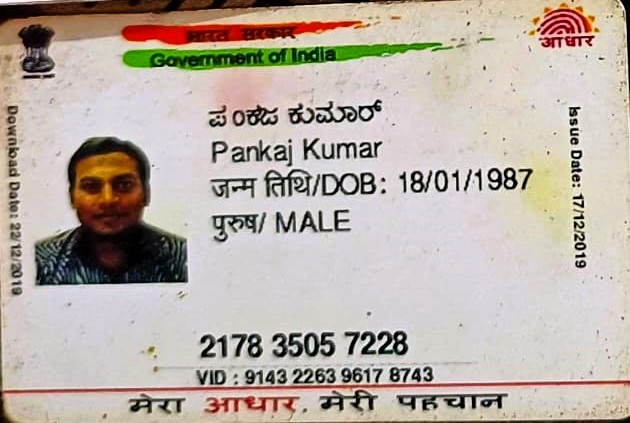 भारत सरकार
Government of India
आधार
ಪಂಕಜ ಕುಮಾರ್
Pankaj Kumar
जन्म तिथि/DOB: 18/01/1987
पुरुष/ MALE
Download Date: 22/12/2019
Issue Date: 17/12/2019
2178 3505 7228
VID : 9143 2263 9617 8743
मेरा आधार, मेरी पहचान